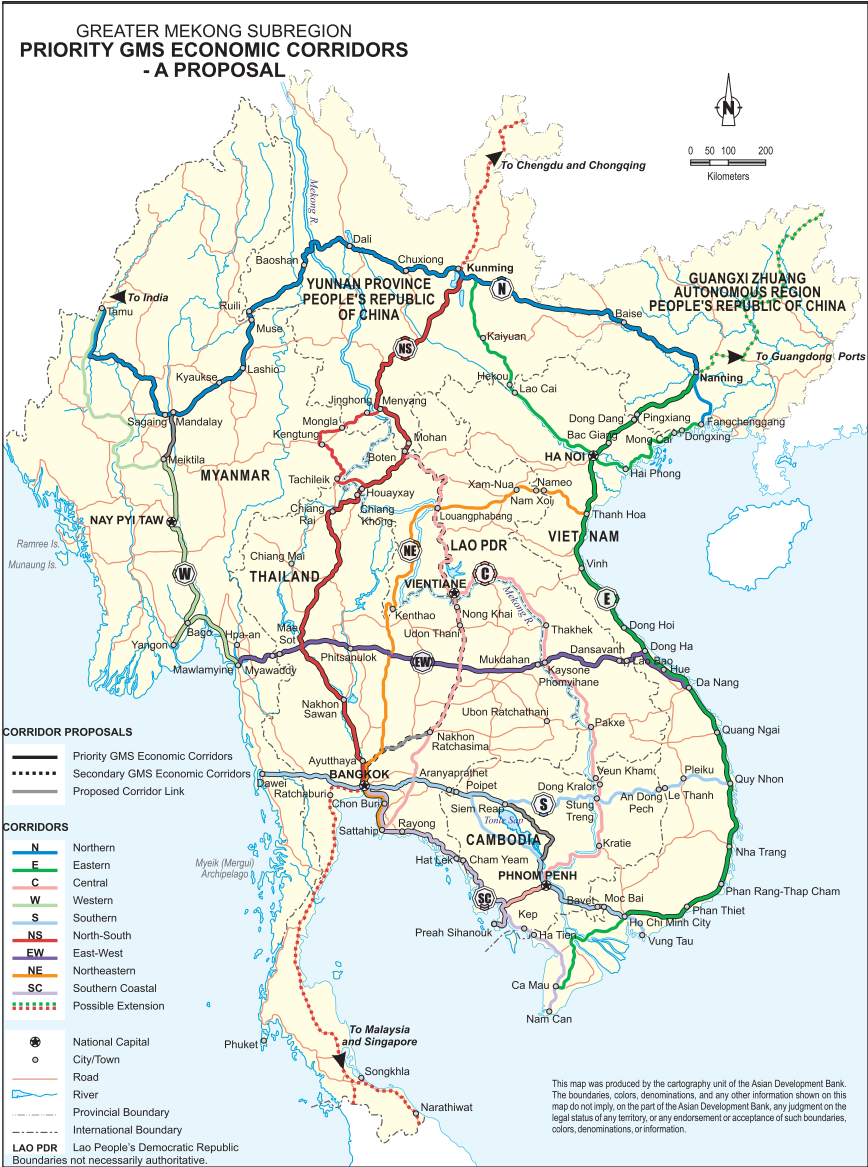 GREATER MEKONG SUBREGION
PRIORITY GMS ECONOMIC CORRIDORS
- A PROPOSAL
N
0 50 100 200
Kilometers
To Chengdu and Chongqing
Mekong R.
Dali
Baoshan
Chuxiong
Kunming
N
YUNNAN PROVINCE
PEOPLE'S REPUBLIC
OF CHINA
GUANGXI ZHUANG
AUTONOMOUS REGION
PEOPLE'S REPUBLIC OF CHINA
To India
Tamu
Ruili
Muse
Baise
Kaiyuan
NS
To Guangdong Ports
Lashio
Kyaukse
Hekou
Lao Cai
Nanning
Jinghong
Menyang
Sagaing
Mandalay
Mongla
Kengtung
Dong Dang
Pingxiang
Fangchenggang
Bac Giang
Mong Cai
Dongxing
Mohan
HA NOI
Boten
Meiktila
Hai Phong
MYANMAR
Tachileik
Houayxay
Xam-Nua
Nameo
Nam Xoi
Chiang
Rai
Chiang
Khong
Louangphabang
Thanh Hoa
NAY PYI TAW
Ramree Is.
Munaung Is.
VIET NAM
LAO PDR
NE
Chiang Mai
THAILAND
Vinh
W
VIENTIANE
C
Mekong R.
E
Kenthao
Nong Khai
Thakhek
Dong Hoi
Bago
Hpa-an
Mae
Sot
Udon Thani
Yangon
Dansavanh
Dong Ha
Lao Bao
Hue
Mawlamyine
Myawaddy
Phitsanulok
EW
Mukdahan
Kaysone
Phomvihane
Da Nang
Nakhon
Sawan
Ubon Ratchathani
Pakxe
Quang Ngai
Nakhon
Ratchasima
CORRIDOR PROPOSALS
Priority GMS Economic Corridors
Secondary GMS Economic Corridors
Proposed Corridor Link
Ayutthaya
BANGKOK
Dawei
Ratchaburi
Aranyaprathet
Poipet
Yeun Kham
Dong Kralor
Pleiku
Quy Nhon
An Dong
Pech
Le Thanh
Chon Buri
Siem Reap
S
Stung
Treng
Tonle Sap
Sattahip
Rayong
CAMBODIA
Kratie
Nha Trang
Hat Lek
Cham Yeam
PHNOM PENH
Myeik (Mergui)
Archipelago
SC
Bavet
Moc Bai
Phan Rang-Thap Cham
Phan Thiet
Kep
Ho Chi Minh City
Preah Sihanouk
Ha Tien
Vung Tau
Ca Mau
Nam Can
CORRIDORS
N Northern
E Eastern
C Central
W Western
S Southern
NS North-South
EW East-West
NE Northeastern
SC Southern Coastal
Possible Extension
National Capital
City/Town
Road
River
Provincial Boundary
International Boundary
LAO PDR Lao People's Democratic Republic
Boundaries not necessarily authoritative.
Phuket
To Malaysia
and Singapore
Songkhla
Narathiwat
This map was produced by the cartography unit of the Asian Development Bank.
The boundaries, colors, denominations, and any other information shown on this
map do not imply, on the part of the Asian Development Bank, any judgment on the
legal status of any territory, or any endorsement or acceptance of such boundaries,
colors, denominations, or information.